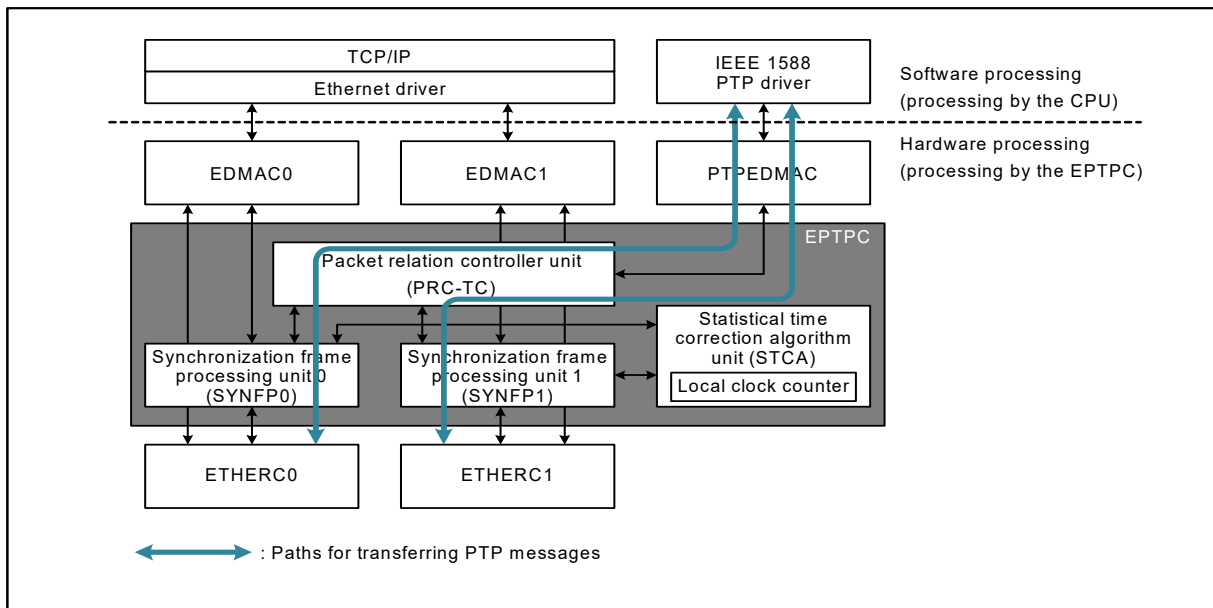 TCP/IP
Ethernet driver
IEEE 1588
PTP driver
Software processing
(processing by the CPU)
Hardware processing
(processing by the EPTPC)
EDMAC0
EDMAC1
PTPEDMAC
EPTPC
Packet relation controller unit
(PRC-TC)
Statistical time
correction algorithm
unit (STCA)
Local clock counter
Synchronization frame
processing unit 0
(SYNFP0)
Synchronization frame
processing unit 1
(SYNFP1)
ETHERC0
ETHERC1
: Paths for transferring PTP messages